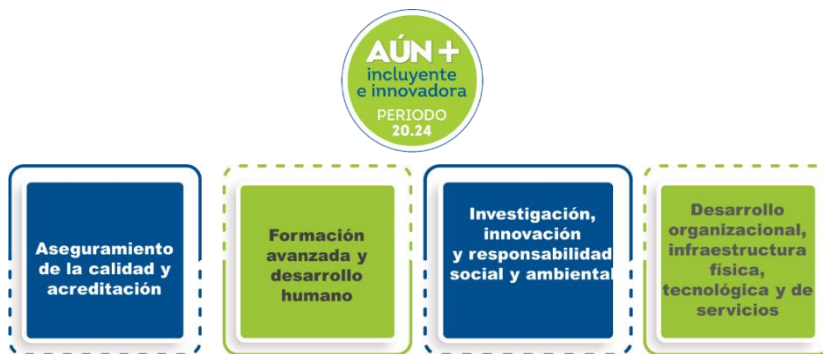 AÚN +
incluyente
e innovadora
PERIODO
20.24
Aseguramiento
de la calidad y
acreditación
Formación
avanzada y
desarrollo
humano
Investigación,
innovación
y responsabilidad
social y ambiental
Desarrollo
organizacional,
infraestructura
física,
tecnológica y de
servicios